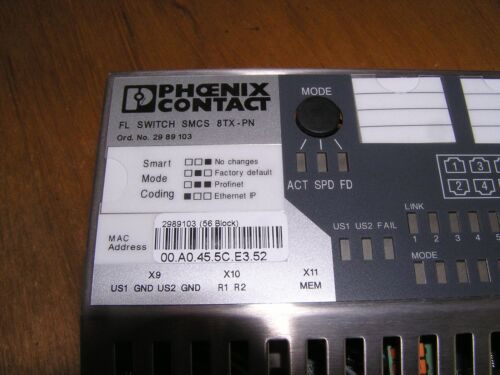 PHŒNIX
CONTACT
FL SWITCH SMCS 8TX-PN
Ord. No. 29 89 103
Smart Mode Coding
No changes
Factory default
Profinet
Ethernet IP
2989103 (56 Block)
MAC Address
00.A0.45.5C.E3.52
X9 X10 X11
US1 GND US2 GND R1 R2 MEM
MODE
ACT SPD FD
US1 US2 FAIL
1 3
2 4
LINK
1 2 3 4 5
MODE